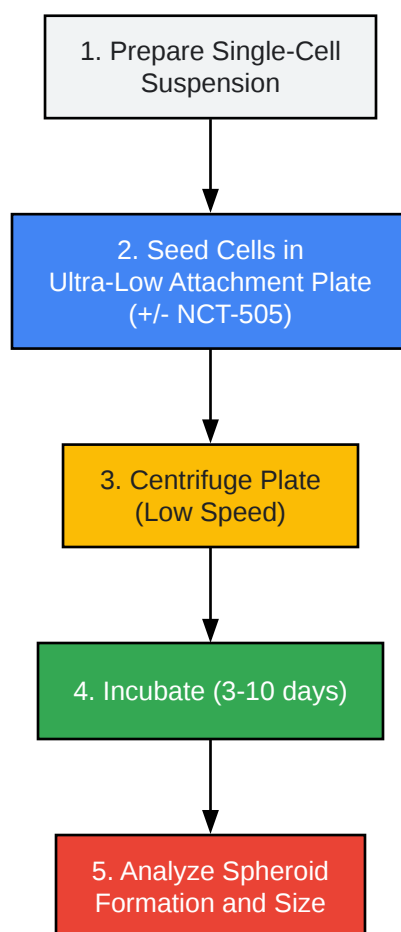 1. Prepare Single-Cell
Suspension
2. Seed Cells in
Ultra-Low Attachment Plate
(+/- NCT-505)
3. Centrifuge Plate
(Low Speed)
4. Incubate (3-10 days)
5. Analyze Spheroid
Formation and Size